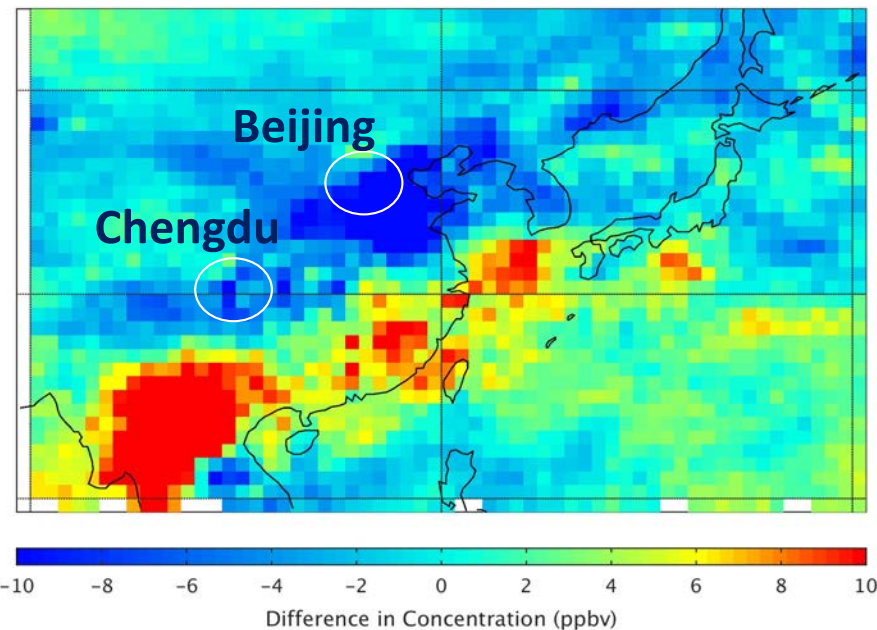 Beijing
Chengdu
-10 -8 -6 -4 -2 0 2 4 6 8 10
Difference in Concentration (ppbv)